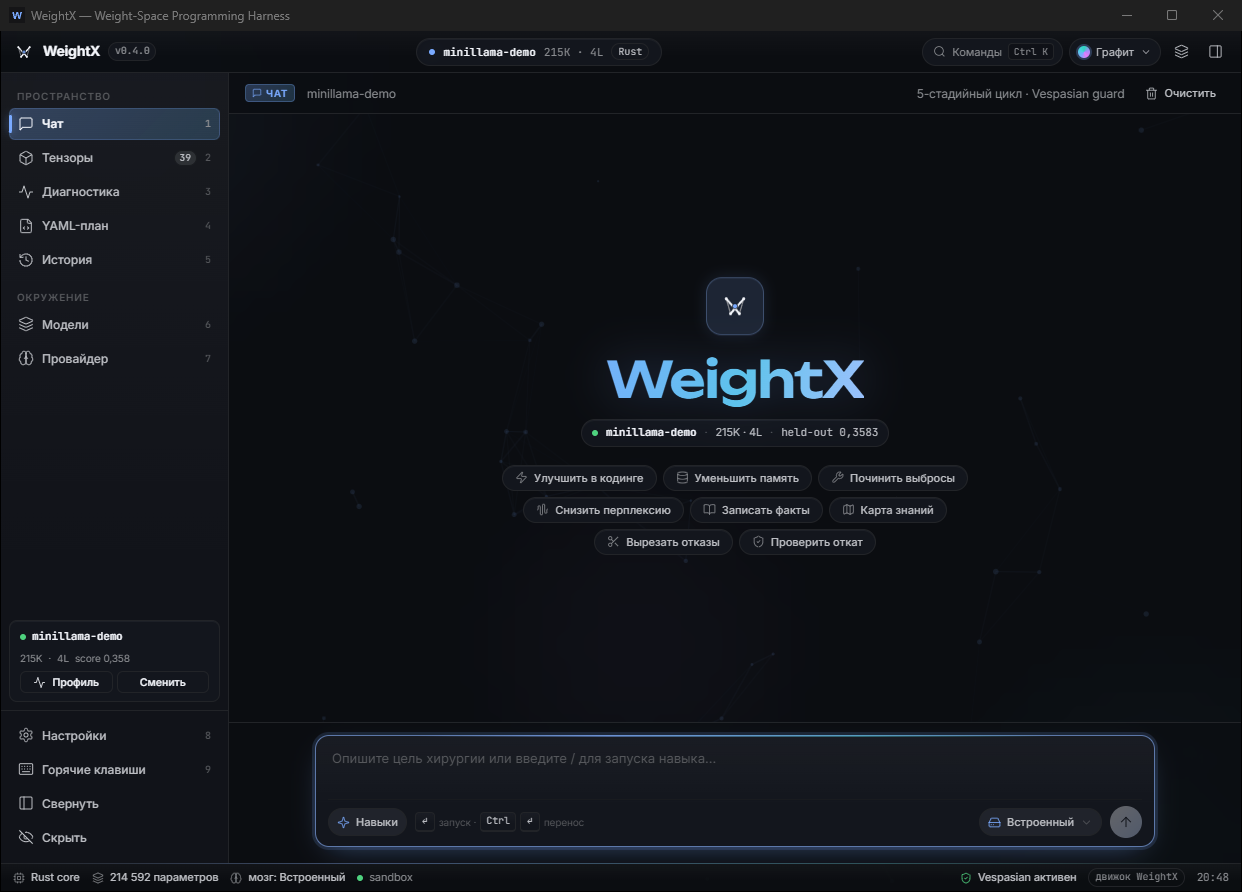 WeightX — Weight-Space Programming Harness
WeightX v0.4.0
minillama-demo 215K · 4L Rust
Команды Ctrl K
Графит
ПРОСТРАНСТВО
Чат 1
Тензоры 39 2
Диагностика 3
YAML-план 4
История 5
ОКРУЖЕНИЕ
Модели 6
Провайдер 7
minillama-demo
215K · 4L score 0,358
Профиль Сменить
Настройки 8
Горячие клавиши 9
Свернуть
Скрыть
ЧАТ minillama-demo
5-стадийный цикл · Vespasian guard Очистить
WeightX
minillama-demo · 215K · 4L · held-out 0,3583
Улучшить в кодинге Уменьшить память Починить выбросы
Снизить перплексию Записать факты Карта знаний
Вырезать отказы Проверить откат
Опишите цель хирургии или введите / для запуска навыка…
Навыки ↵ запуск · Ctrl ↵ перенос
Встроенный
Rust core 214 592 параметров мозг: Встроенный sandbox
Vespasian активен движок WeightX 20:48